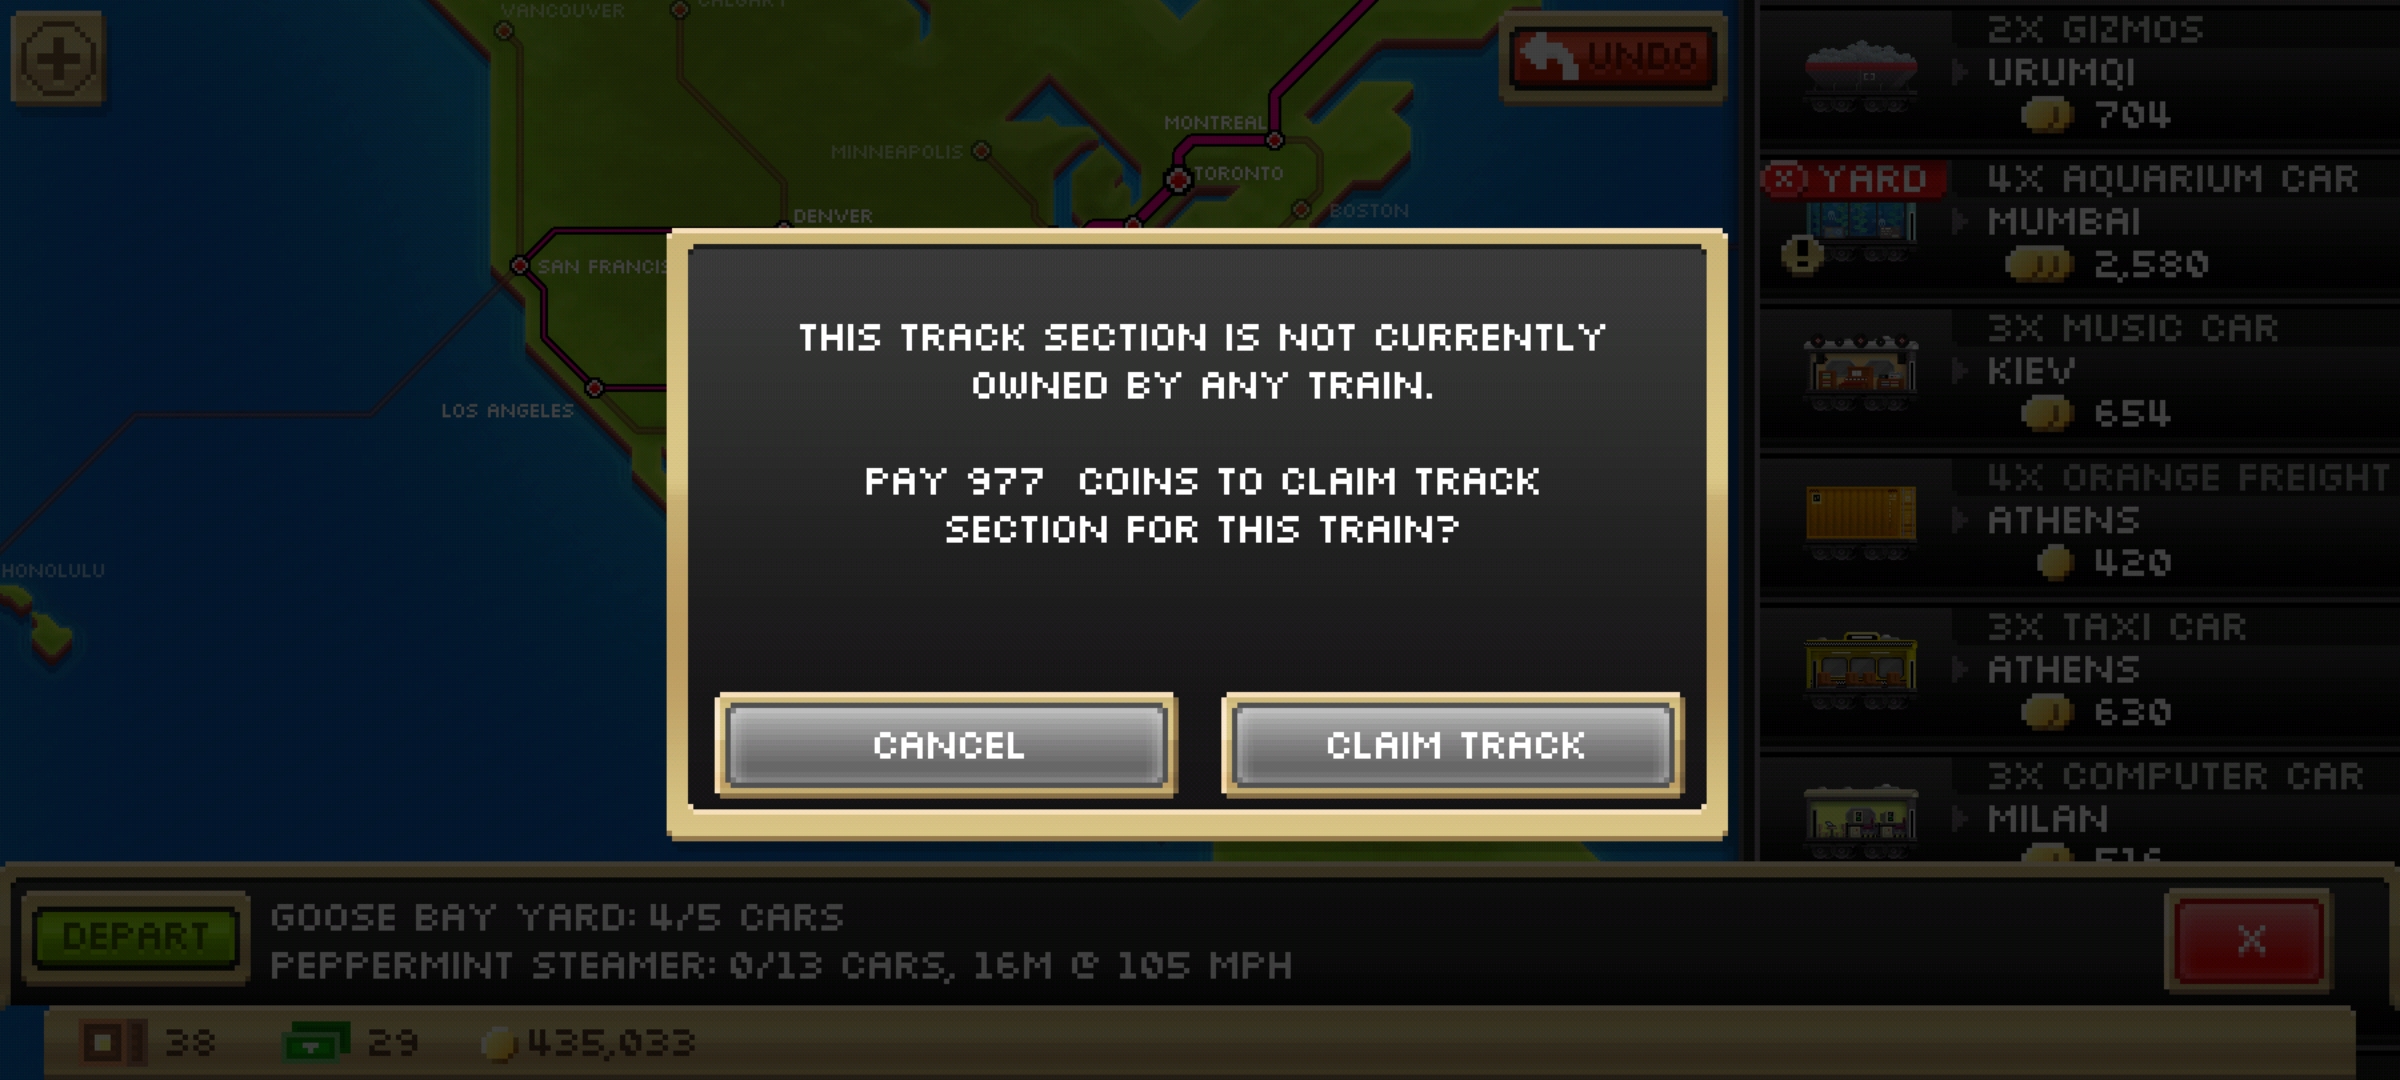 VANCOUVER
CALGARY
MINNEAPOLIS
MONTREAL
TORONTO
BOSTON
DENVER
LOS ANGELES
HONOLULU
UNDO
2X GIZMOS
URUMQI
704
YARD
4X AQUARIUM CAR
MUMBAI
2,580
3X MUSIC CAR
KIEV
654
4X ORANGE FREIGHT
ATHENS
420
3X TAXI CAR
ATHENS
630
3X COMPUTER CAR
MILAN
SAN FRANCIS
THIS TRACK SECTION IS NOT CURRENTLY
OWNED BY ANY TRAIN.
PAY 977 COINS TO CLAIM TRACK
SECTION FOR THIS TRAIN?
CANCEL
CLAIM TRACK
DEPART
GOOSE BAY YARD: 4/5 CARS
PEPPERMINT STEAMER: 0/13 CARS, 16M @ 105 MPH
X
38
29
435,033